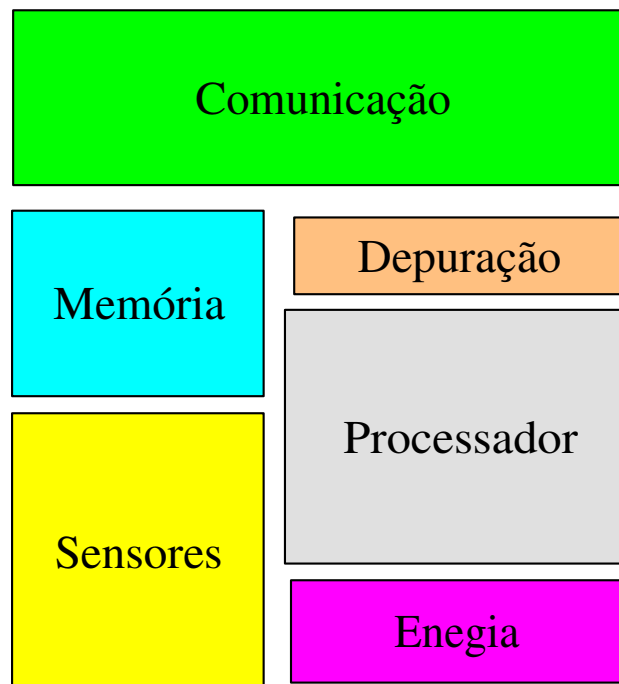 Comunicação
Memória
Depuração
Processador
Sensores
Enegia